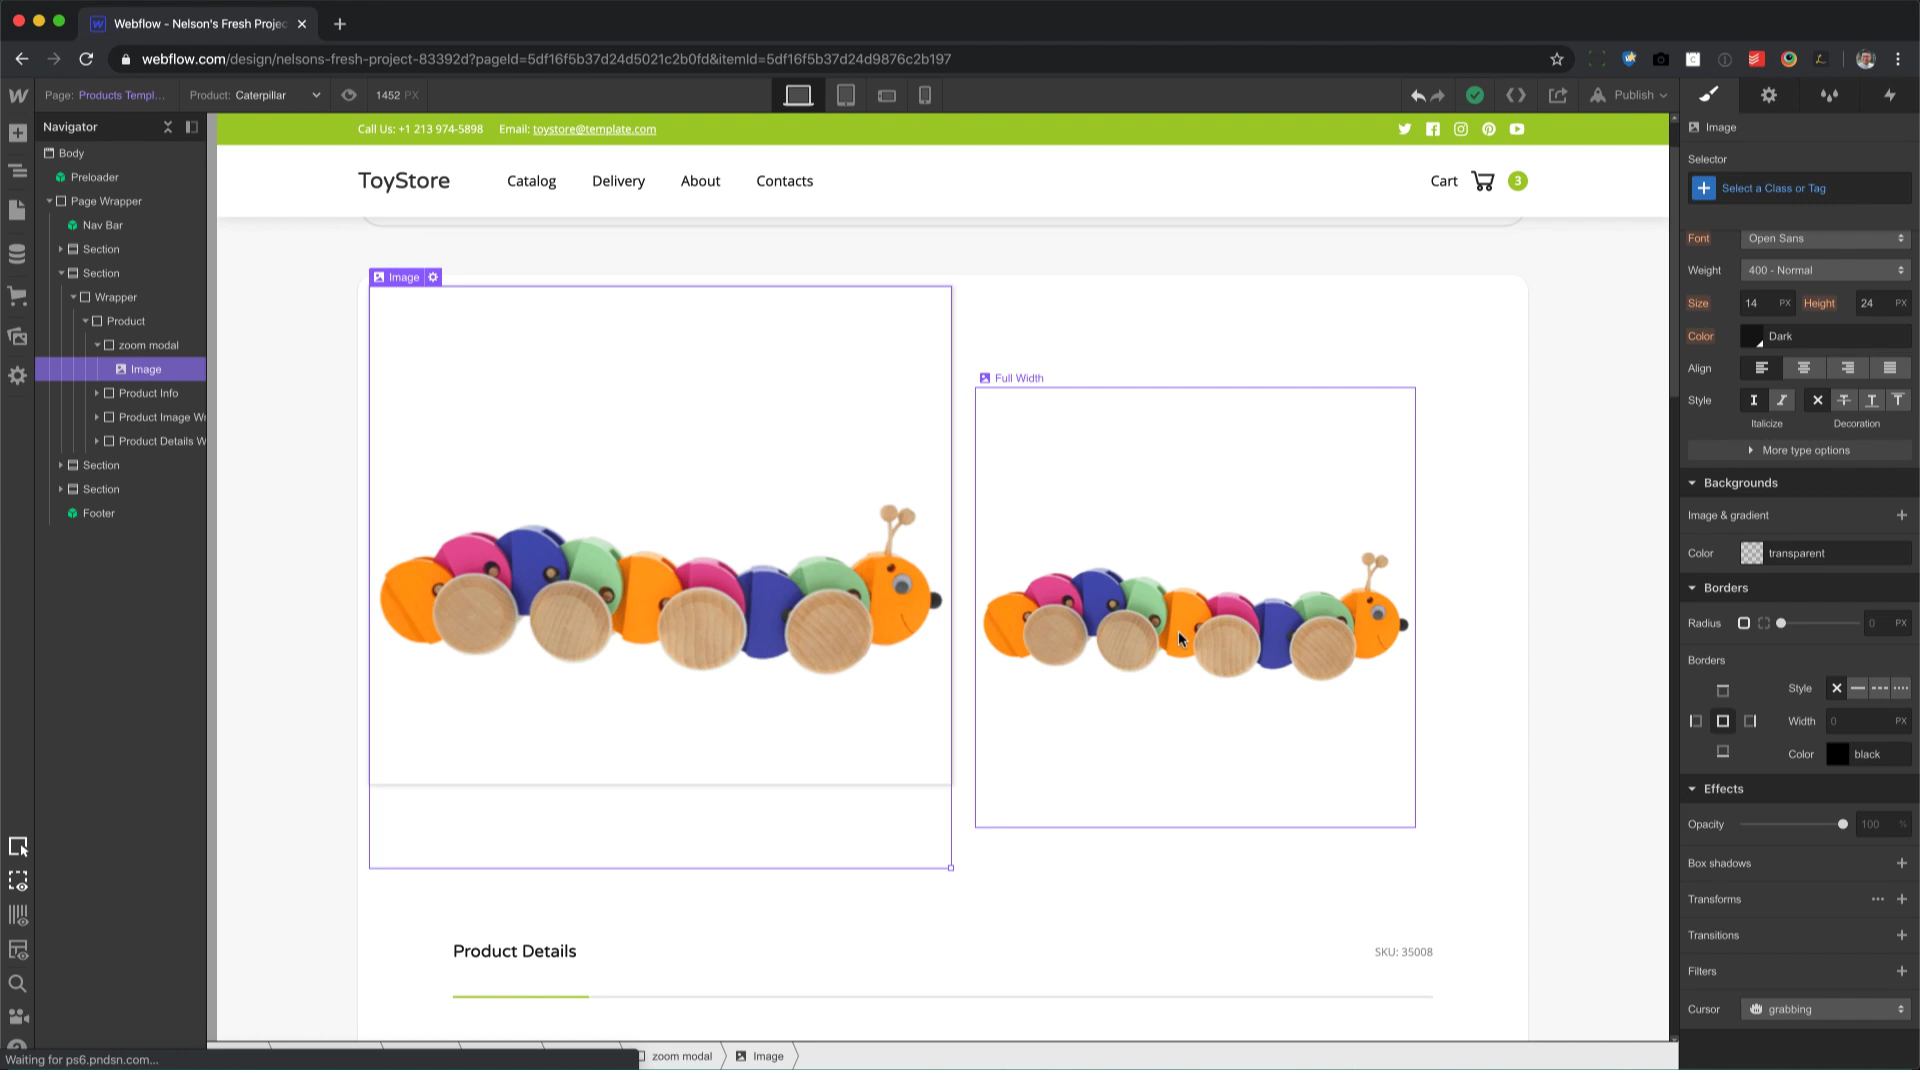 Webflow - Nelson's Fresh Projec
webflow.com/design/nelsons-fresh-project-83392d?pageId=5df16f5b37d24d5021c2b0fd&itemId=5df16f5b37d24d9876c2b197
Page: Products Templ... Product: Caterpillar 1452 PX Publish
Navigator
Body
Preloader
Page Wrapper
Nav Bar
Section
Section
Wrapper
Product
zoom modal
Image
Product Info
Product Image Wr
Product Details W
Section
Section
Footer
Waiting for ps6.pndsn.com...
Call Us: +1 213 974-5898 Email: toystore@template.com
ToyStore Catalog Delivery About Contacts Cart 3
Image
Full Width
Product Details SKU: 35008
zoom modal Image
Image
Selector
Select a Class or Tag
Font Open Sans
Weight 400 - Normal
Size 14 PX Height 24 PX
Color Dark
Align
Style
Italicize Decoration
More type options
Backgrounds
Image & gradient
Color transparent
Borders
Radius 0 PX
Borders
Style
Width 0 PX
Color black
Effects
Opacity 100 %
Box shadows
Transforms
Transitions
Filters
Cursor grabbing